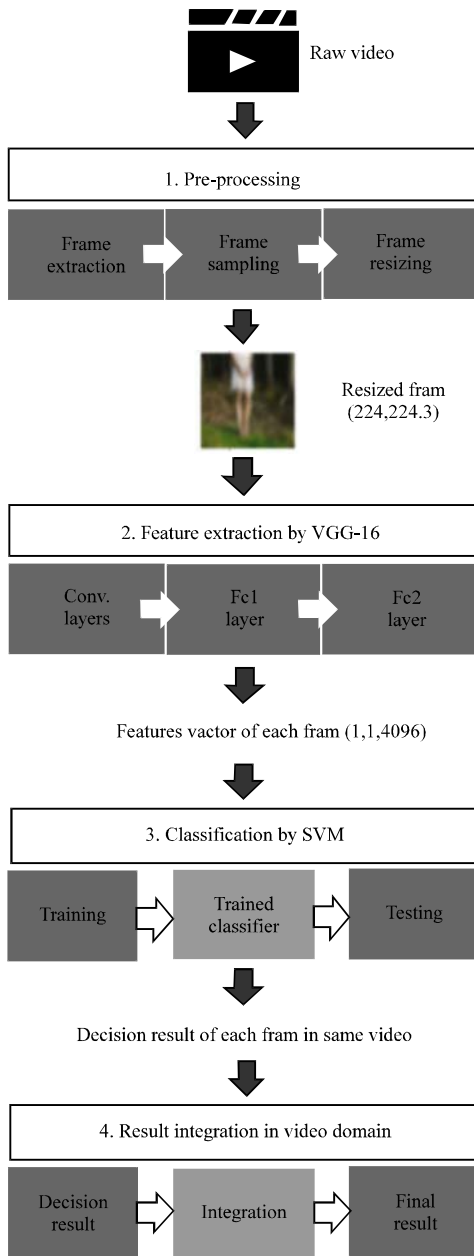 Raw video
1. Pre-processing
Frame
extraction
Frame
sampling
Frame
resizing
Resized fram
(224,224.3)
2. Feature extraction by VGG-16
Conv.
layers
Fc1
layer
Fc2
layer
Features vactor of each fram (1,1,4096)
3. Classification by SVM
Training
Trained
classifier
Testing
Decision result of each fram in same video
4. Result integration in video domain
Decision
result
Integration
Final
result